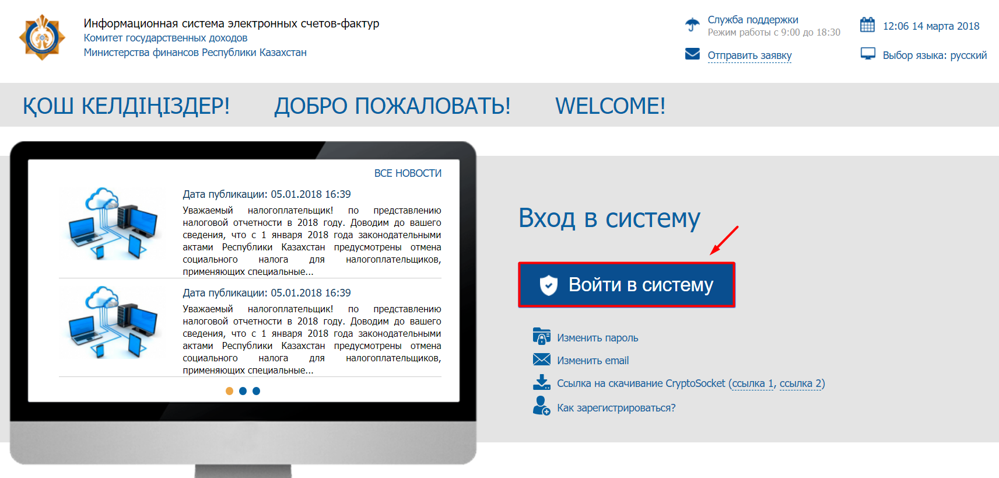 Информационная система электронных счетов-фактур
Комитет государственных доходов
Министерства финансов Республики Казахстан
Служба поддержки
Режим работы с 9:00 до 18:30
Отправить заявку
12:06 14 марта 2018
Выбор языка: русский
ҚОШ КЕЛДІҢІЗДЕР! ДОБРО ПОЖАЛОВАТЬ! WELCOME!
ВСЕ НОВОСТИ
Дата публикации: 05.01.2018 16:39
Уважаемый налогоплательщик! по представлению
налоговой отчетности в 2018 году. Доводим до вашего
сведения, что с 1 января 2018 года законодательными
актами Республики Казахстан предусмотрены отмена
социального налога для налогоплательщиков,
применяющих специальные...
Дата публикации: 05.01.2018 16:39
Уважаемый налогоплательщик! по представлению
налоговой отчетности в 2018 году. Доводим до вашего
сведения, что с 1 января 2018 года законодательными
актами Республики Казахстан предусмотрены отмена
социального налога для налогоплательщиков,
применяющих специальные...
Вход в систему
Войти в систему
Изменить пароль
Изменить email
Ссылка на скачивание CryptoSocket (ссылка 1, ссылка 2)
Как зарегистрироваться?